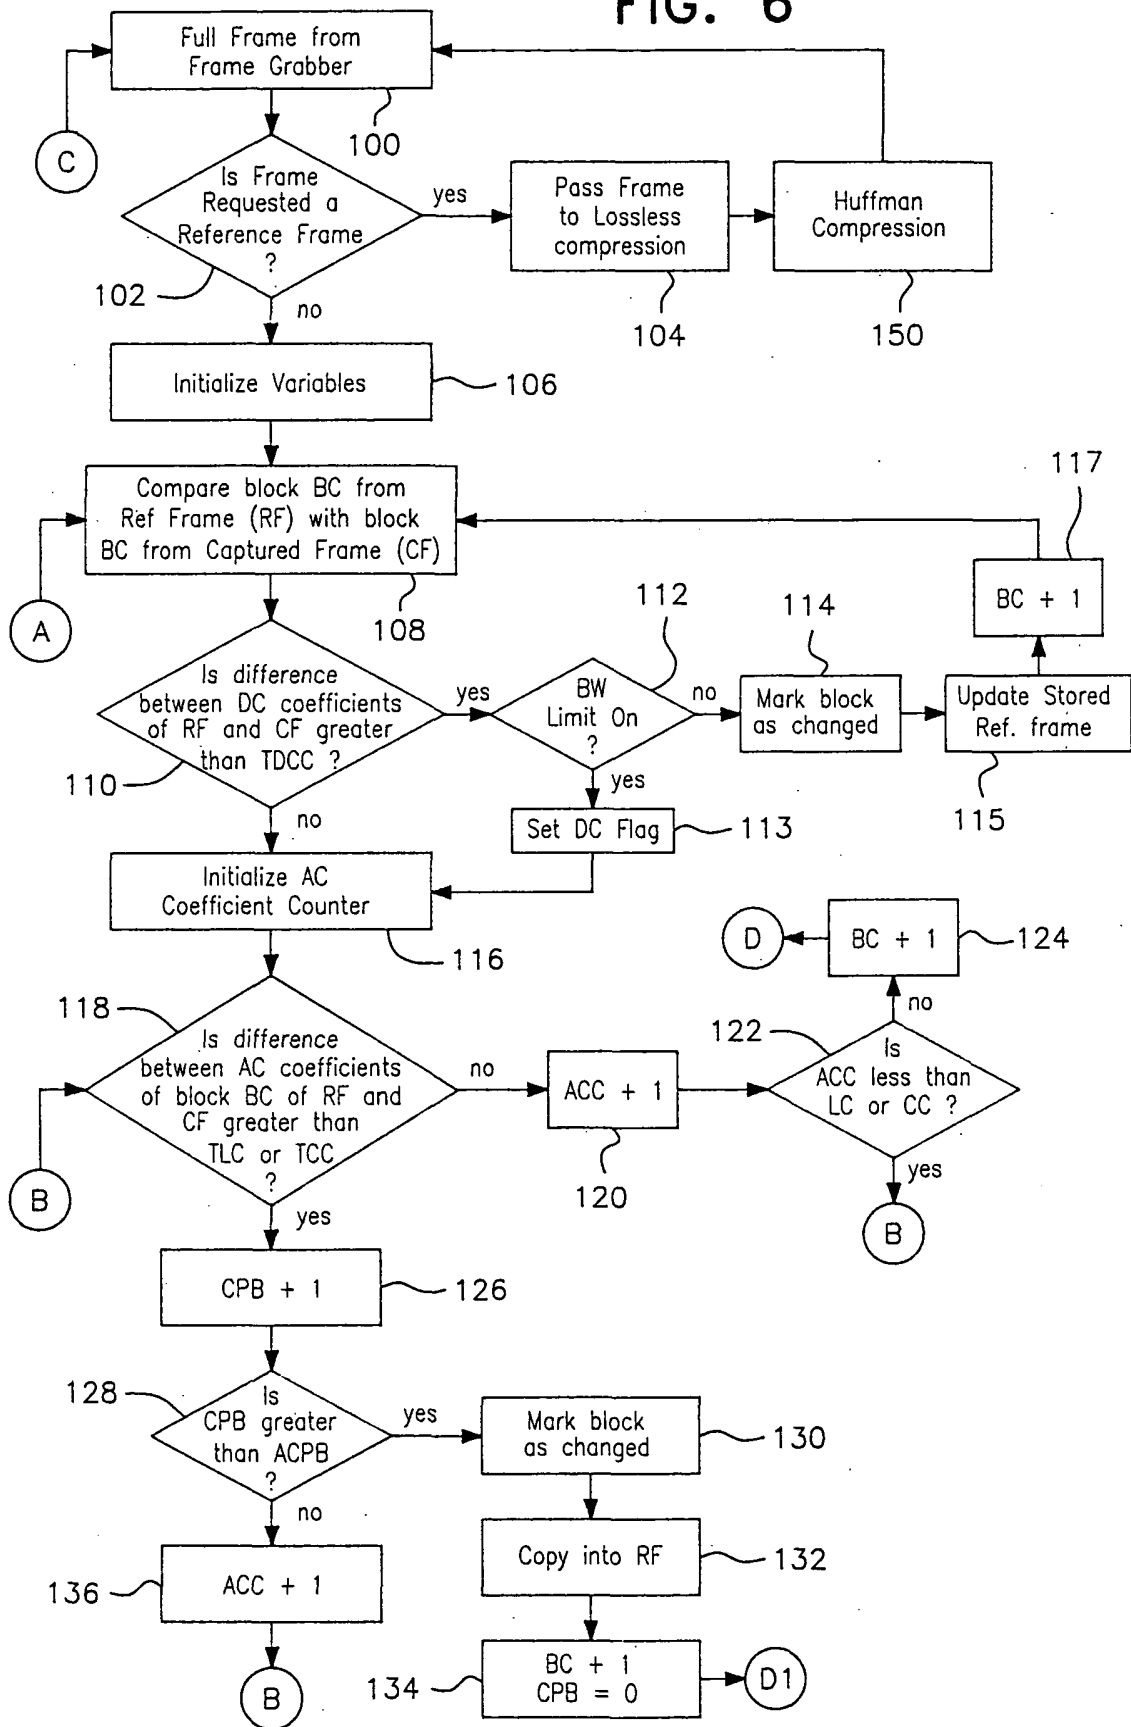 FIG. 6
Full Frame from
Frame Grabber
100
C
Is Frame
Requested a
Reference Frame
?
102
yes
no
Pass Frame
to Lossless
compression
104
Huffman
Compression
150
Initialize Variables
106
Compare block BC from
Ref Frame (RF) with block
BC from Captured Frame (CF)
108
A
117
BC + 1
Is difference
between DC coefficients
of RF and CF greater
than TDCC ?
110
yes
no
112
BW
Limit On
?
no
yes
114
Mark block
as changed
Update Stored
Ref. frame
115
Set DC Flag
113
Initialize AC
Coefficient Counter
116
D
BC + 1
124
118
Is difference
between AC coefficients
of block BC of RF and
CF greater than
TLC or TCC
?
no
yes
B
ACC + 1
120
122
Is
ACC less than
LC or CC ?
no
yes
B
CPB + 1
126
128
Is
CPB greater
than ACPB
?
yes
no
Mark block
as changed
130
Copy into RF
132
136
ACC + 1
B
134
BC + 1
CPB = 0
D1